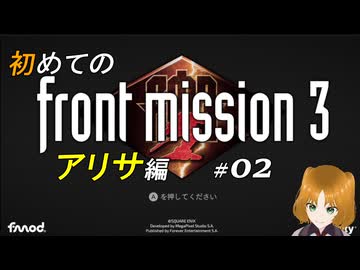 初めての
front mission 3
アリサ編 #02
Aを押してください
©SQUARE ENIX
Developed by MegaPixel Studio S.A.
Published by Forever Entertainment S.A.
fmod